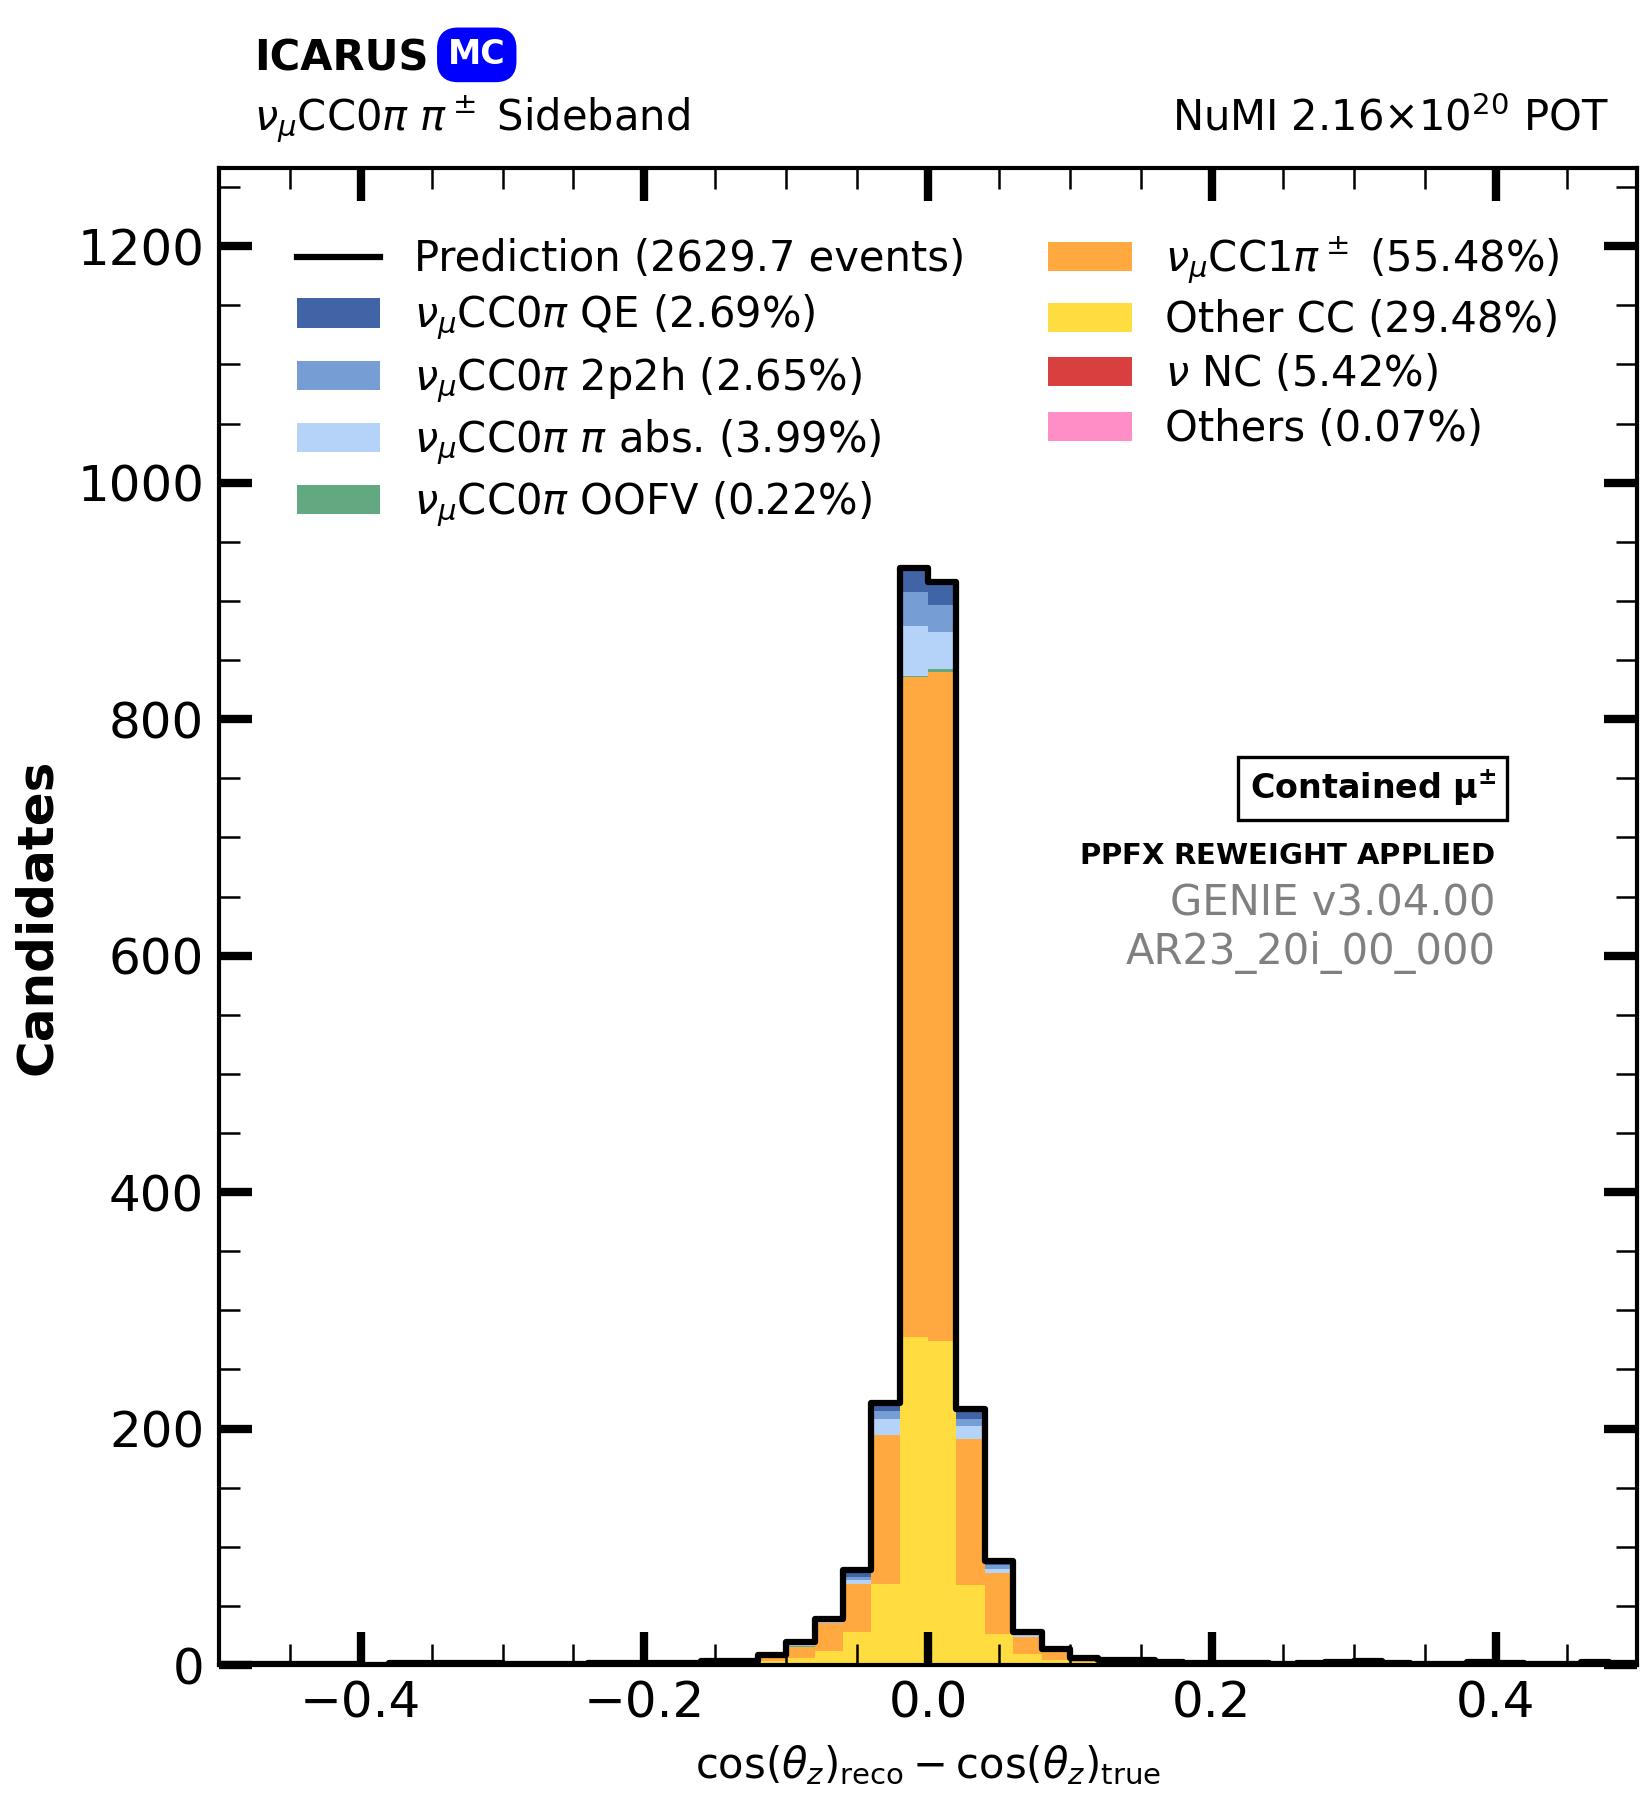 ICARUS MC
νμCC0π π± Sideband
NuMI 2.16×10²⁰ POT
Prediction (2629.7 events)
νμCC0π QE (2.69%)
νμCC0π 2p2h (2.65%)
νμCC0π π abs. (3.99%)
νμCC0π OOFV (0.22%)
νμCC1π± (55.48%)
Other CC (29.48%)
ν NC (5.42%)
Others (0.07%)
Contained μ±
PPFX REWEIGHT APPLIED
GENIE v3.04.00
AR23_20i_00_000
Candidates
1200
1000
800
600
400
200
0
−0.4 −0.2 0.0 0.2 0.4
cos(θz)reco − cos(θz)true